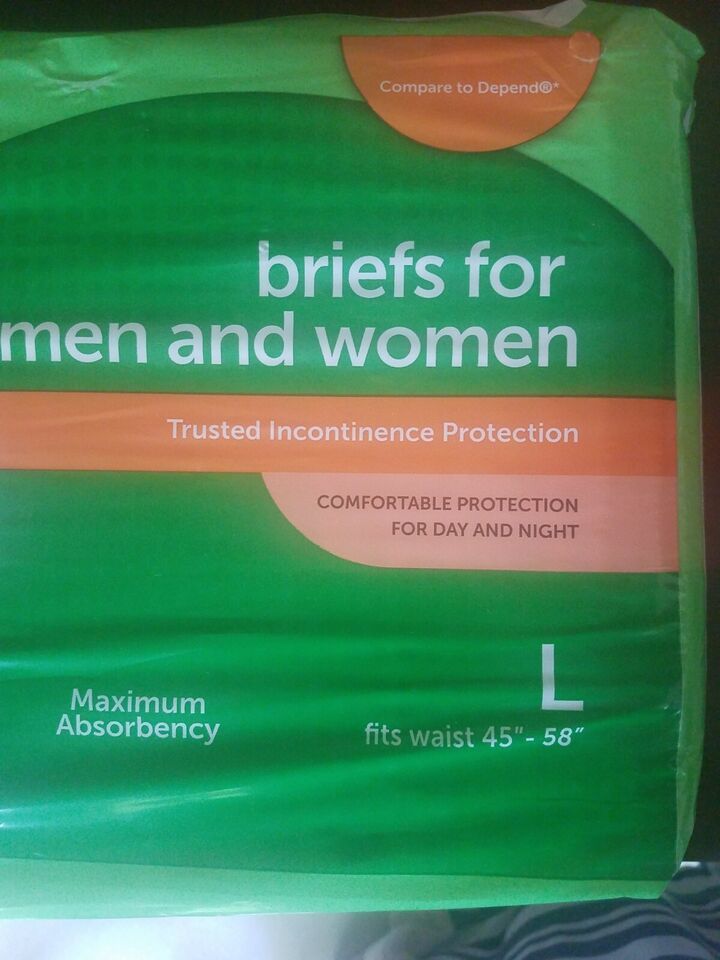 Compare to Depend®*
briefs for
men and women
Trusted Incontinence Protection
COMFORTABLE PROTECTION
FOR DAY AND NIGHT
L
Maximum
Absorbency
fits waist 45"- 58"